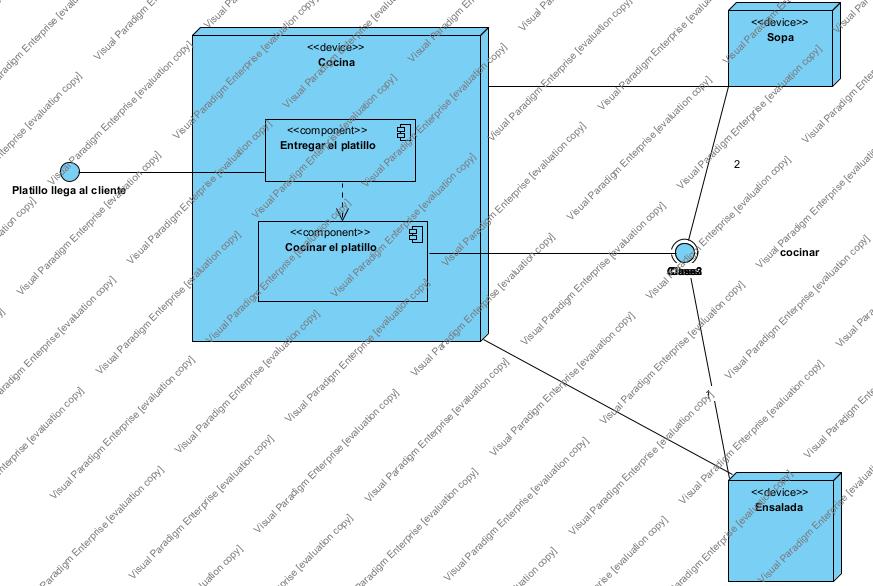 <<device>>
Sopa
<<device>>
Cocina
<<component>>
Entregar el platillo
2
Platillo llega al cliente
<<component>>
Cocinar el platillo
cocinar
1
<<device>>
Ensalada
Visual Paradigm Enterprise [evaluation copy]